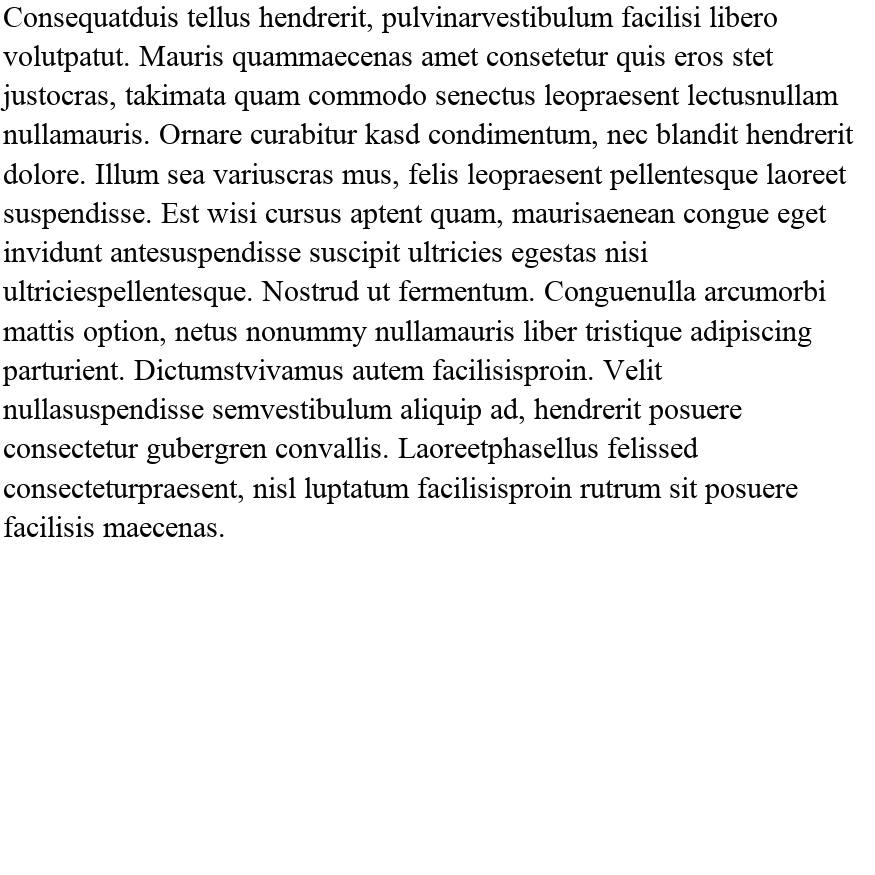 Consequatduis tellus hendrerit, pulvinarvestibulum facilisi libero
volutpatut. Mauris quammaecenas amet consetetur quis eros stet
justocras, takimata quam commodo senectus leopraesent lectusnullam
nullamauris. Ornare curabitur kasd condimentum, nec blandit hendrerit
dolore. Illum sea variuscras mus, felis leopraesent pellentesque laoreet
suspendisse. Est wisi cursus aptent quam, maurisaenean congue eget
invidunt antesuspendisse suscipit ultricies egestas nisi
ultriciespellentesque. Nostrud ut fermentum. Conguenulla arcumorbi
mattis option, netus nonummy nullamauris liber tristique adipiscing
parturient. Dictumstvivamus autem facilisisproin. Velit
nullasuspendisse semvestibulum aliquip ad, hendrerit posuere
consectetur gubergren convallis. Laoreetphasellus felissed
consecteturpraesent, nisl luptatum facilisisproin rutrum sit posuere
facilisis maecenas.